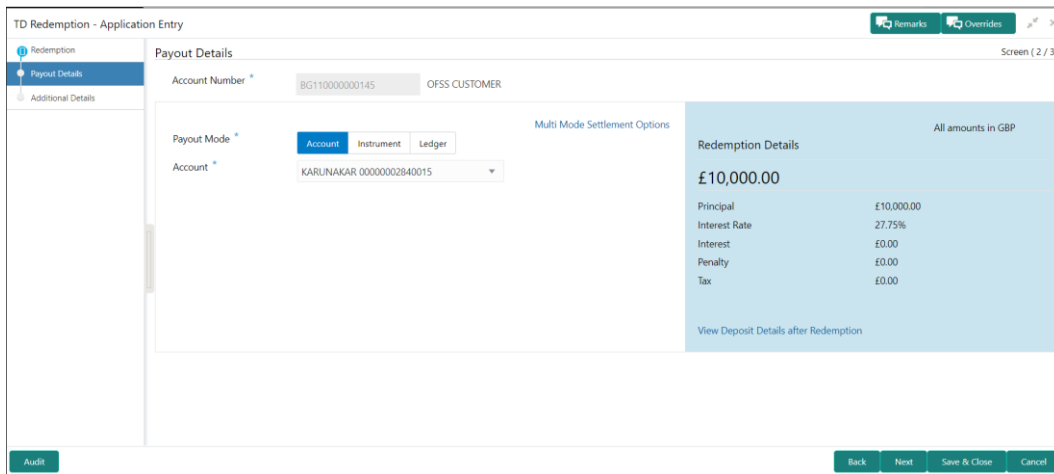 TD Redemption - Application Entry
Remarks
Overrides
Redemption
Payout Details
Additional Details
Payout Details
Screen ( 2 / 3
Account Number *
BG110000000145
OFSS CUSTOMER
Multi Mode Settlement Options
Payout Mode *
Account
Instrument
Ledger
Account *
KARUNAKAR 00000002840015
All amounts in GBP
Redemption Details
£10,000.00
Principal £10,000.00
Interest Rate 27.75%
Interest £0.00
Penalty £0.00
Tax £0.00
View Deposit Details after Redemption
Audit
Back
Next
Save & Close
Cancel